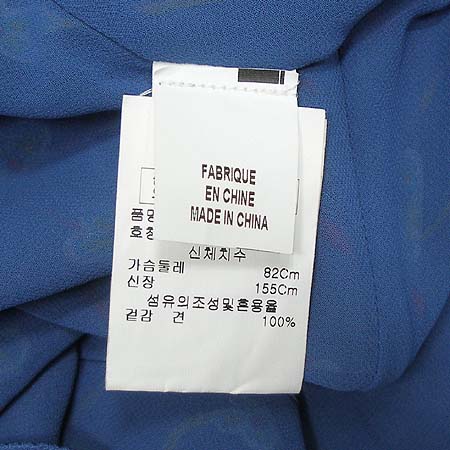 FABRIQUE
EN CHINE
MADE IN CHINA
품명
호칭
신체치수
가슴둘레 82Cm
신장 155Cm
섬유의조성및혼용율
겉감 견 100%